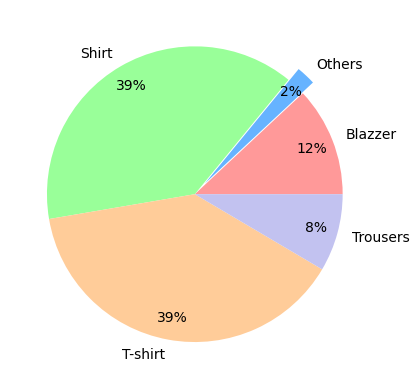 Shirt
39%
Others
2%
Blazzer
12%
8%
Trousers
39%
T-shirt